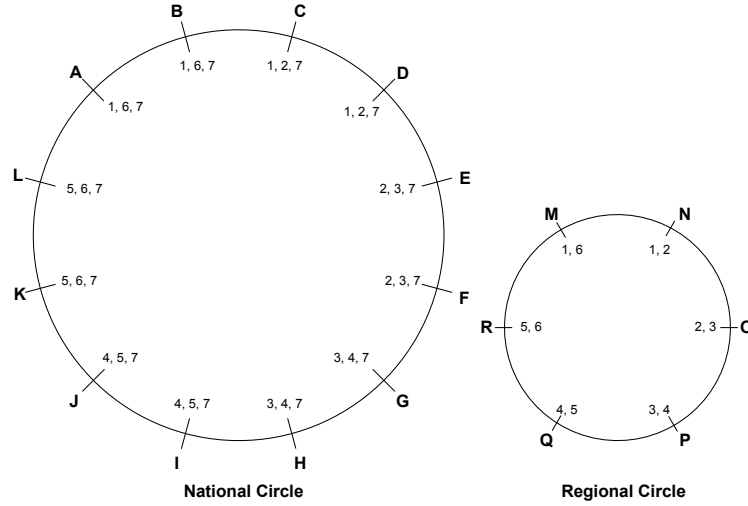 B
C
A
D
1, 6, 7
1, 2, 7
1, 6, 7
1, 2, 7
L
E
5, 6, 7
2, 3, 7
M
N
1, 6
1, 2
K
5, 6, 7
2, 3, 7
F
R
5, 6
2, 3
O
J
4, 5, 7
3, 4, 7
G
4, 5, 7
3, 4, 7
4, 5
3, 4
I
H
Q
P
National Circle
Regional Circle